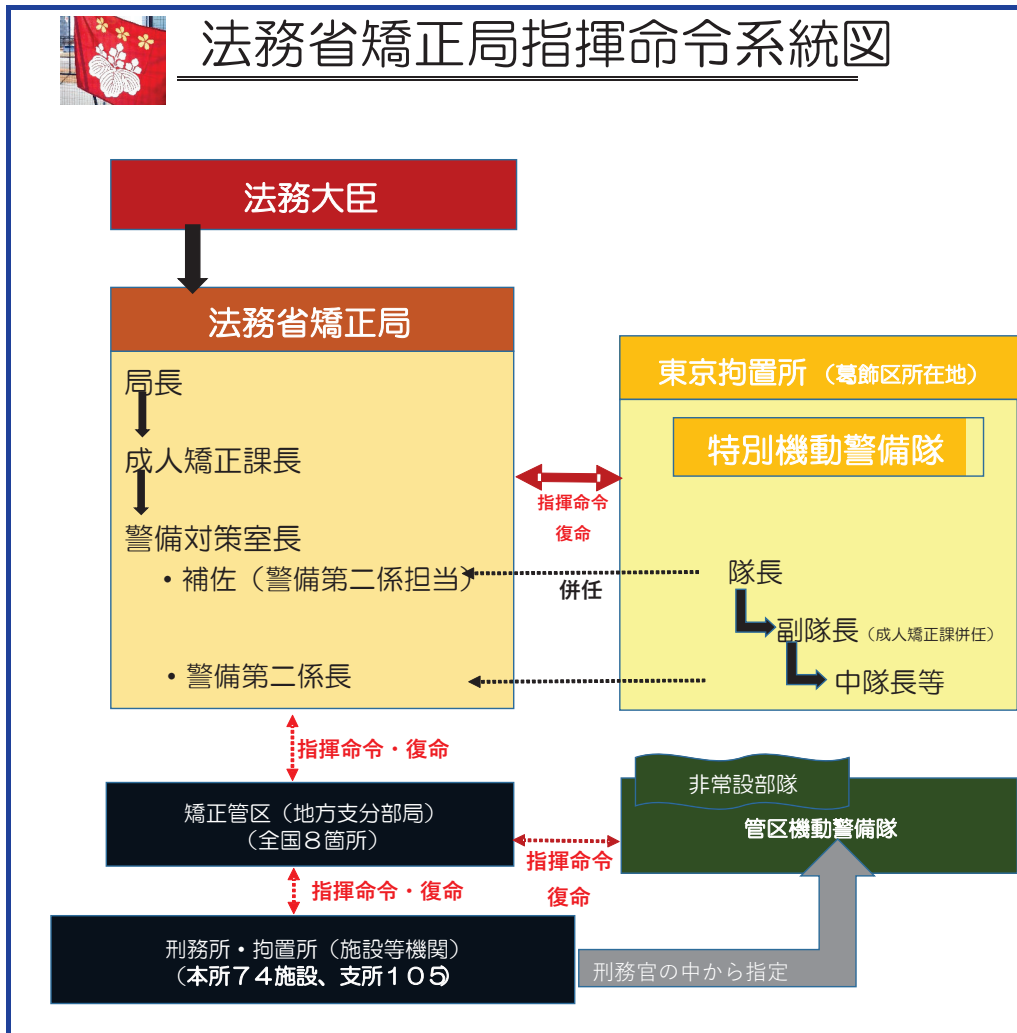 法務省矯正局指揮命令系統図
法務大臣
法務省矯正局
局長
成人矯正課長
警備対策室長
・補佐（警備第二係担当）
・警備第二係長
東京拘置所（葛飾区所在地）
特別機動警備隊
指揮命令
復命
併任
隊長
副隊長（成人矯正課併任）
中隊長等
指揮命令・復命
矯正管区（地方支分部局）
（全国８箇所）
指揮命令
復命
非常設部隊
管区機動警備隊
指揮命令・復命
刑務所・拘置所（施設等機関）
（本所７４施設、支所１０５）
刑務官の中から指定